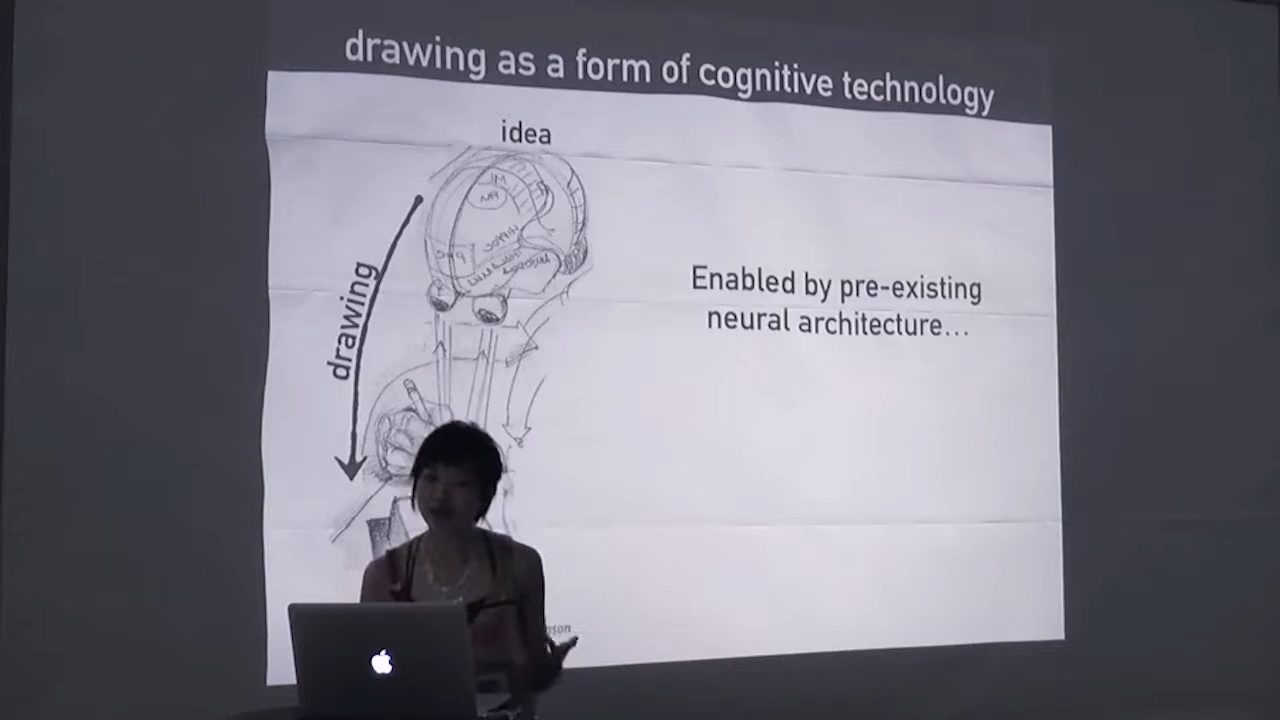 drawing as a form of cognitive technology
idea
drawing
Enabled by pre-existing
neural architecture…